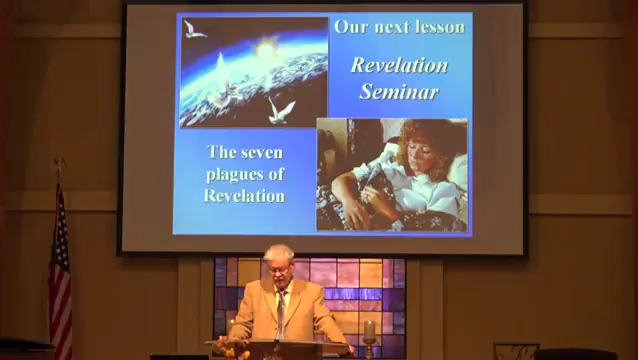 Our next lesson
Revelation
Seminar
The seven
plagues of
Revelation